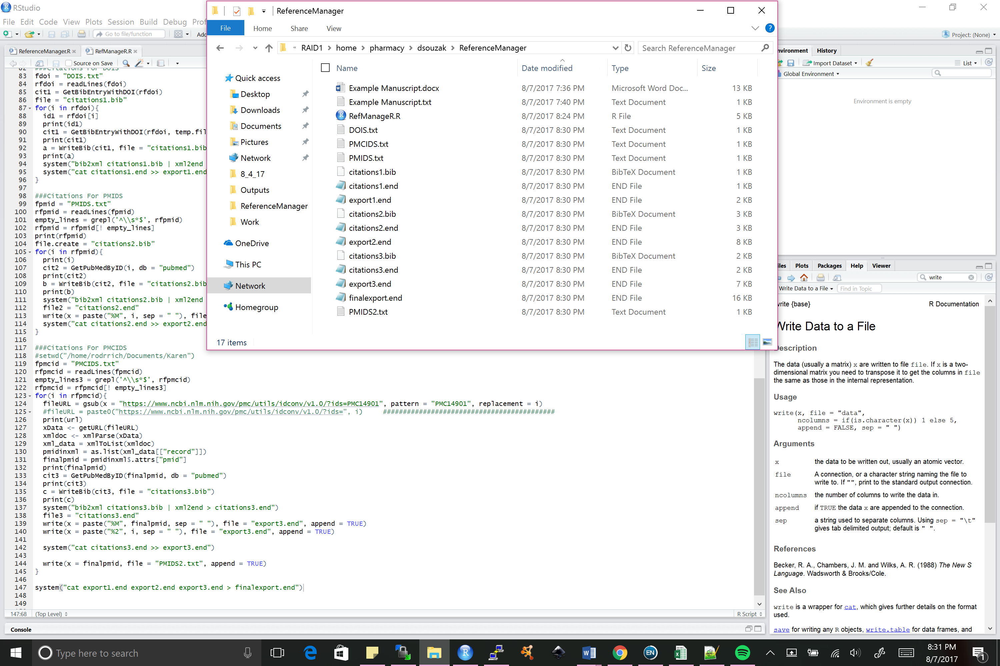 RStudio
File Edit Code View Plots Session Build Debug Prof
Go to file/function
Project: (None)
ReferenceManager.R
RefManageR.R
Source on Save
82 ###Citations For DOIS
83 fdoi = "DOIS.txt"
84 rfdoi = readLines(fdoi)
85 cit1 = GetBibEntryWithDOI(rfdoi)
86 file = "citations1.bib"
87 for(i in rfdoi){
88 id1 = rfdoi[i]
89 print(id1)
90 cit1 = GetBibEntryWithDOI(rfdoi, temp.fil
91 print(cit1)
92 a = WriteBib(cit1, file = "citations1.bib
93 print(a)
94 system("bib2xml citations1.bib | xml2end
95 system("cat citations1.end >> export1.end
96 }
97
98 ###Citations For PMIDS
99 fpmid = "PMIDS.txt"
100 rfpmid = readLines(fpmid)
101 empty_lines = grepl('^\\s*$', rfpmid)
102 rfpmid = rfpmid[! empty_lines]
103 print(rfpmid)
104 file.create = "citations2.bib"
105 for(i in rfpmid){
106 print(i)
107 cit2 = GetPubMedByID(i, db = "pubmed")
108 print(cit2)
109 b = WriteBib(cit2, file = "citations2.bib
110 print(b)
111 system("bib2xml citations2.bib | xml2end
112 file2 = "citations2.end"
113 write(x = paste("%M", i, sep = " "), file
114 system("cat citations2.end >> export2.end
115 }
116
117 ###Citations For PMCIDS
118 #setwd("/home/rodrrich/Documents/Karen")
119 fpmcid = "PMCIDS.txt"
120 rfpmcid = readLines(fpmcid)
121 empty_lines3 = grepl('^\\s*$', rfpmcid)
122 rfpmcid = rfpmcid[! empty_lines3]
123 for(i in rfpmcid){
124 fileURL = gsub(x = "https://www.ncbi.nlm.nih.gov/pmc/utils/idconv/v1.0/?ids=PMC14901", pattern = "PMC14901", replacement = i)
125 #fileURL = paste0("https://www.ncbi.nlm.nih.gov/pmc/utils/idconv/v1.0/?ids=", i) ###########################################
126 print(url)
127 xData <- getURL(fileURL)
128 xmldoc <- xmlParse(xData)
129 xml_data = xmlToList(xmldoc)
130 pmidinxml = as.list(xml_data[["record"]])
131 finalpmid = pmidinxml$.attrs["pmid"]
132 print(finalpmid)
133 cit3 = GetPubMedByID(finalpmid, db = "pubmed")
134 print(cit3)
135 c = WriteBib(cit3, file = "citations3.bib")
136 print(c)
137 system("bib2xml citations3.bib | xml2end > citations3.end")
138 file3 = "citations3.end"
139 write(x = paste("%M", finalpmid, sep = " "), file = "export3.end", append = TRUE)
140 write(x = paste("%2", i, sep = " "), file = "export3.end", append = TRUE)
141
142 system("cat citations3.end >> export3.end")
143
144 write(x = finalpmid, file = "PMIDS2.txt", append = TRUE)
145 }
146
147 system("cat export1.end export2.end export3.end > finalexport.end")
148
149
147:68 (Top Level)
R Script
Console
ReferenceManager
File Home Share View
« RAID1 > home > pharmacy > dsouzak > ReferenceManager
Search ReferenceManager
Quick access
Desktop
Downloads
Documents
Pictures
Network
8_4_17
Outputs
ReferenceManager
Work
OneDrive
This PC
Network
Homegroup
Name Date modified Type Size
Example Manuscript.docx 8/7/2017 7:36 PM Microsoft Word Doc... 13 KB
Example Manuscript.txt 8/7/2017 7:40 PM Text Document 1 KB
RefManageR.R 8/7/2017 8:24 PM R File 5 KB
DOIS.txt 8/7/2017 8:30 PM Text Document 1 KB
PMCIDS.txt 8/7/2017 8:30 PM Text Document 1 KB
PMIDS.txt 8/7/2017 8:30 PM Text Document 1 KB
citations1.bib 8/7/2017 8:30 PM BibTeX Document 1 KB
citations1.end 8/7/2017 8:30 PM END File 1 KB
export1.end 8/7/2017 8:30 PM END File 2 KB
citations2.bib 8/7/2017 8:30 PM BibTeX Document 3 KB
citations2.end 8/7/2017 8:30 PM END File 3 KB
export2.end 8/7/2017 8:30 PM END File 8 KB
citations3.bib 8/7/2017 8:30 PM BibTeX Document 2 KB
citations3.end 8/7/2017 8:30 PM END File 2 KB
export3.end 8/7/2017 8:30 PM END File 7 KB
finalexport.end 8/7/2017 8:30 PM END File 16 KB
PMIDS2.txt 8/7/2017 8:30 PM Text Document 1 KB
17 items
nvironment History
Import Dataset List
Global Environment
Environment is empty
iles Plots Packages Help Viewer
write
Write Data to a File Find in Topic
write {base} R Documentation
Write Data to a File
Description
The data (usually a matrix) x are written to file file. If x is a two-
dimensional matrix you need to transpose it to get the columns in file
the same as those in the internal representation.
Usage
write(x, file = "data",
ncolumns = if(is.character(x)) 1 else 5,
append = FALSE, sep = " ")
Arguments
x the data to be written out, usually an atomic vector.
file A connection, or a character string naming the file to
write to. If "", print to the standard output connection.
ncolumns the number of columns to write the data in.
append if TRUE the data x are appended to the connection.
sep a string used to separate columns. Using sep = "\t"
gives tab delimited output; default is " ".
References
Becker, R. A., Chambers, J. M. and Wilks, A. R. (1988) The New S
Language. Wadsworth & Brooks/Cole.
See Also
write is a wrapper for cat, which gives further details on the format
used.
save for writing any R objects, write.table for data frames, and
Type here to search
EN
8:31 PM
8/7/2017
1